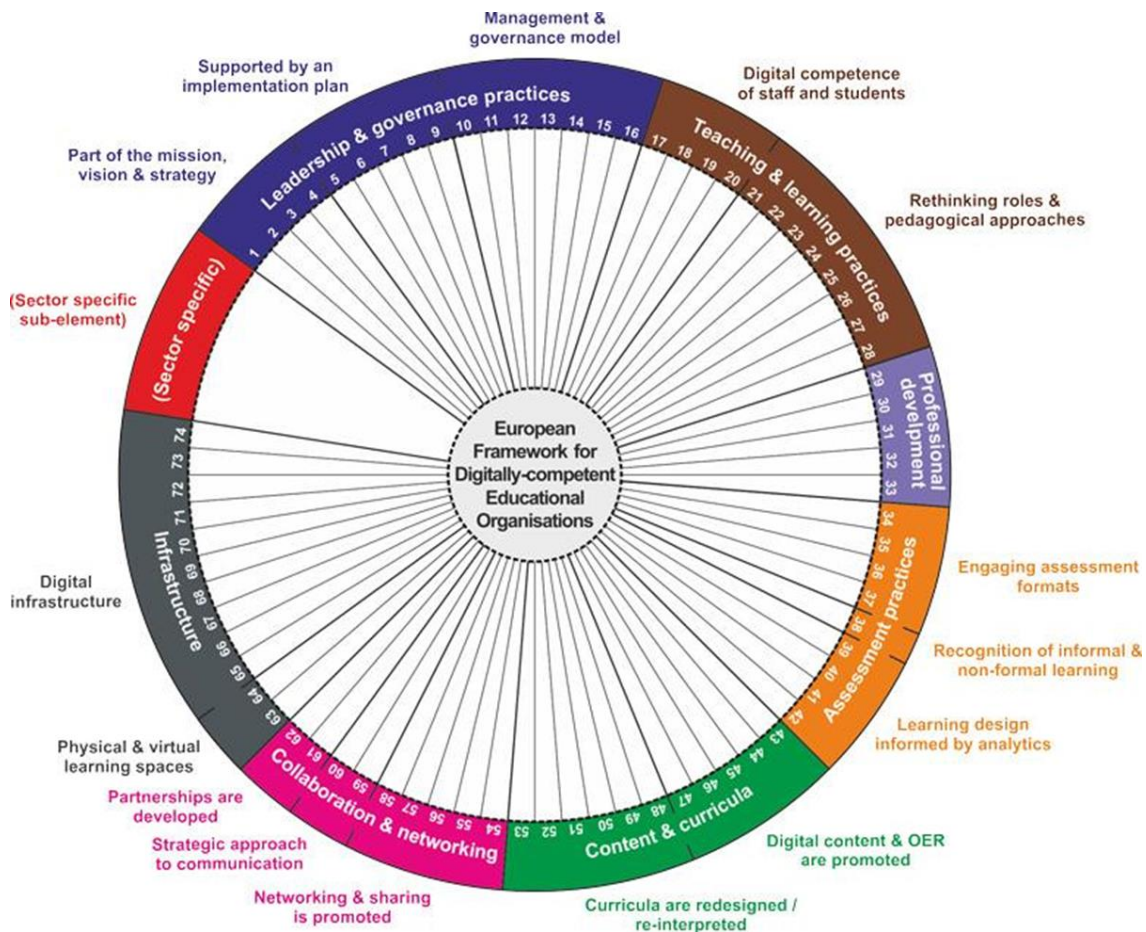 Management &
governance model
Supported by an
implementation plan
Part of the mission,
vision & strategy
Digital competence
of staff and students
Rethinking roles &
pedagogical approaches
(Sector specific
sub-element)
Leadership & governance practices
Teaching & learning practices
Professional
develpment
Assessment practices
Content & curricula
Collaboration & networking
Infrastructure
(Sector specific)
1
2
3
4
5
6
7
8
9
10
11
12
13
14
15
16
17
18
19
20
21
22
23
24
25
26
27
28
29
30
31
32
33
34
35
36
37
38
39
40
41
42
43
44
45
46
47
48
49
50
51
52
53
54
55
56
57
58
59
60
61
62
63
64
65
66
67
68
69
70
71
72
73
74
European
Framework for
Digitally-competent
Educational
Organisations
Engaging assessment
formats
Recognition of informal &
non-formal learning
Learning design
informed by analytics
Digital content & OER
are promoted
Curricula are redesigned /
re-interpreted
Networking & sharing
is promoted
Strategic approach
to communication
Partnerships are
developed
Physical & virtual
learning spaces
Digital
infrastructure